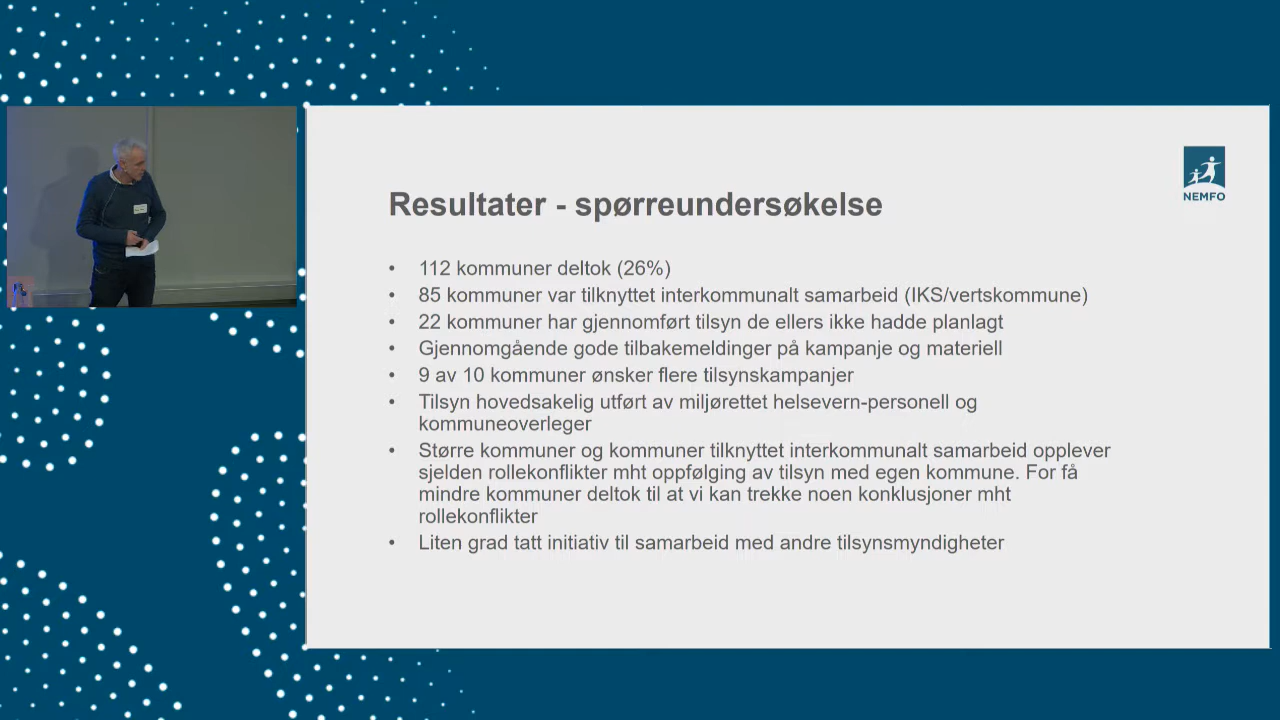 NEMFO
Resultater - spørreundersøkelse
• 112 kommuner deltok (26%)
• 85 kommuner var tilknyttet interkommunalt samarbeid (IKS/vertskommune)
• 22 kommuner har gjennomført tilsyn de ellers ikke hadde planlagt
• Gjennomgående gode tilbakemeldinger på kampanje og materiell
• 9 av 10 kommuner ønsker flere tilsynskampanjer
• Tilsyn hovedsakelig utført av miljørettet helsevern-personell og
kommuneoverleger
• Større kommuner og kommuner tilknyttet interkommunalt samarbeid opplever
sjelden rollekonflikter mht oppfølging av tilsyn med egen kommune. For få
mindre kommuner deltok til at vi kan trekke noen konklusjoner mht
rollekonflikter
• Liten grad tatt initiativ til samarbeid med andre tilsynsmyndigheter